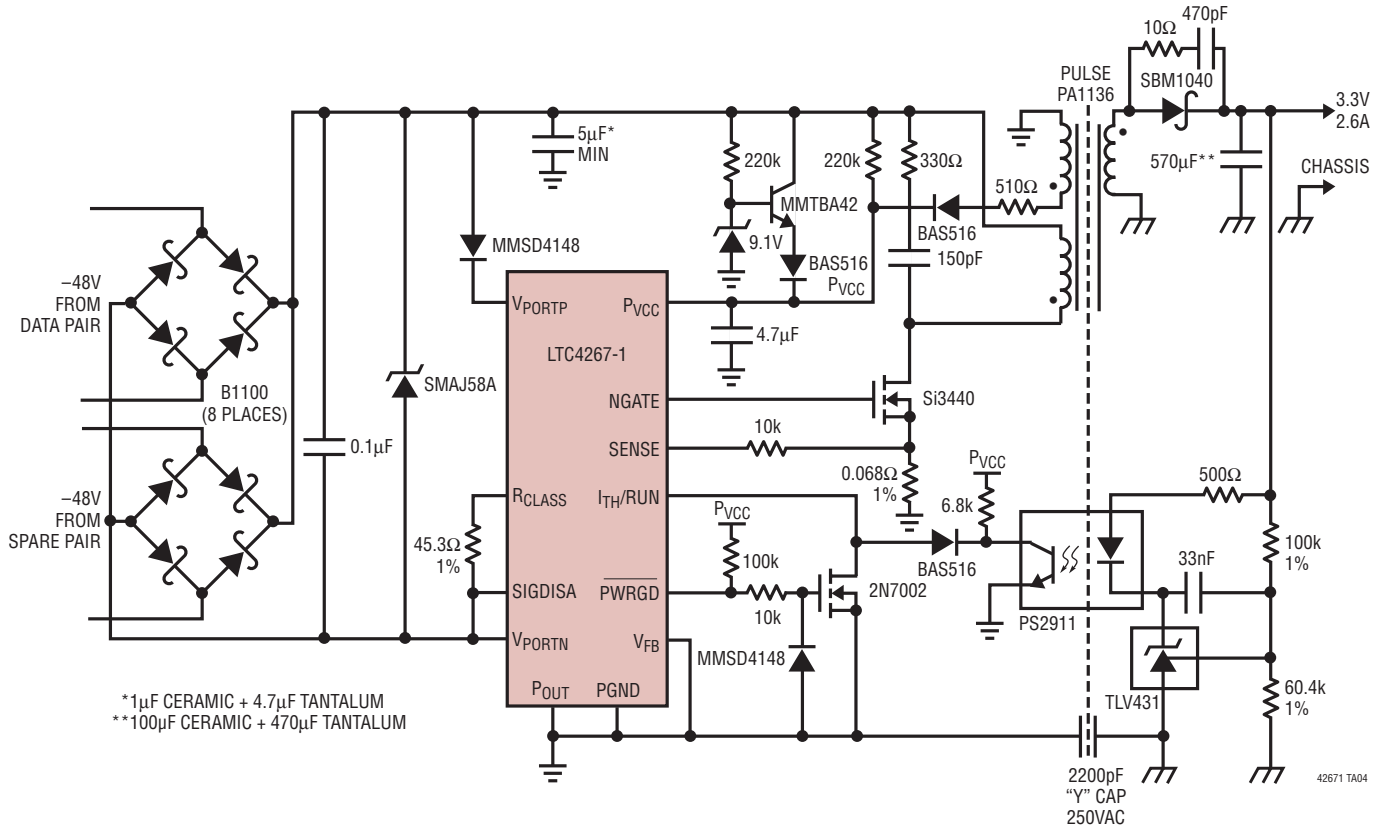 10Ω
470pF
PULSE
PA1136
SBM1040
3.3V
2.6A
5µF*
MIN
220k
220k
330Ω
510Ω
570µF**
CHASSIS
MMTBA42
BAS516
MMSD4148
9.1V
BAS516
PVCC
150pF
–48V
FROM
DATA PAIR
VPORTP
PVCC
4.7µF
LTC4267-1
SMAJ58A
B1100
(8 PLACES)
NGATE
Si3440
0.1µF
10k
SENSE
0.068Ω
1%
PVCC
500Ω
–48V
FROM
SPARE PAIR
RCLASS
ITH/RUN
6.8k
PVCC
45.3Ω
1%
100k
BAS516
33nF
100k
1%
SIGDISA
PWRGD
10k
2N7002
PS2911
VPORTN
VFB
MMSD4148
TLV431
60.4k
1%
POUT
PGND
*1µF CERAMIC + 4.7µF TANTALUM
**100µF CERAMIC + 470µF TANTALUM
2200pF
“Y” CAP
250VAC
42671 TA04